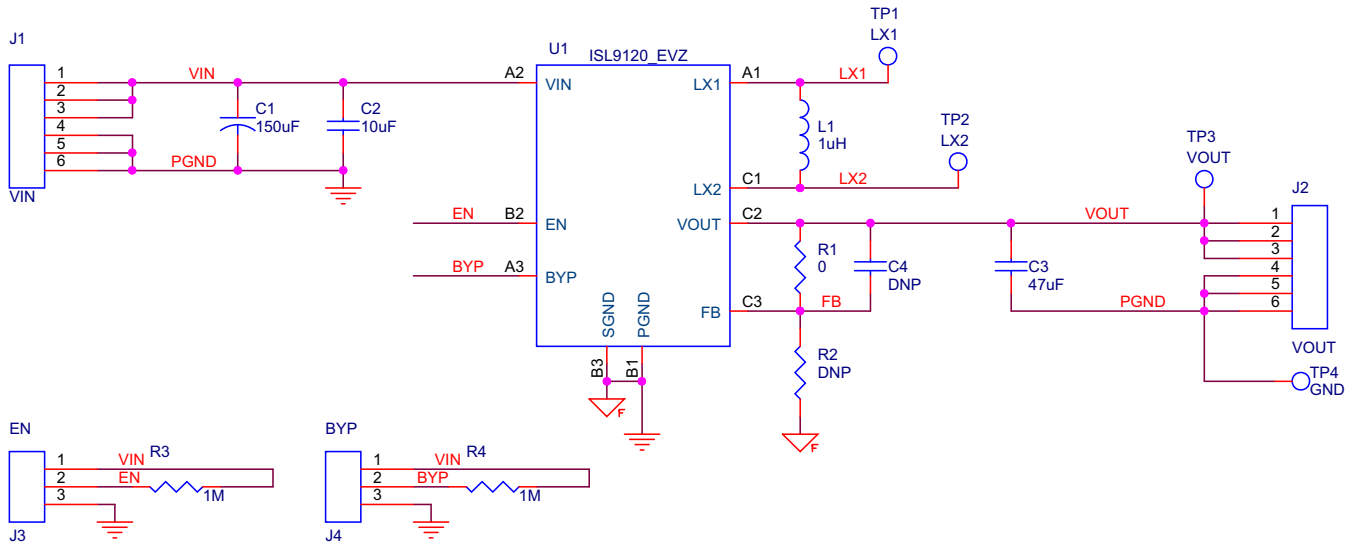 J1
1
2
3
4
5
6
VIN
VIN
PGND
C1
150uF
C2
10uF
U1
ISL9120_EVZ
A2
VIN
B2
EN
EN
A3
BYP
BYP
SGND
PGND
B3
B1
F
LX1
A1
LX1
TP1
LX1
L1
1uH
LX2
C1
LX2
TP2
LX2
VOUT
C2
VOUT
R1
0
C4
DNP
FB
C3
FB
R2
DNP
F
C3
47uF
PGND
TP3
VOUT
J2
1
2
3
4
5
6
VOUT
TP4
GND
EN
1
2
3
VIN
EN
R3
1M
J3
BYP
1
2
3
VIN
BYP
R4
1M
J4